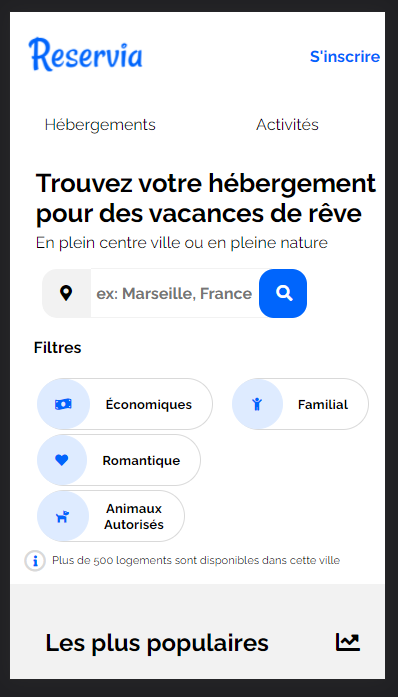 Reservia
S'inscrire
Hébergements
Activités
Trouvez votre hébergement
pour des vacances de rêve
En plein centre ville ou en pleine nature
ex: Marseille, France
Filtres
Économiques
Familial
Romantique
Animaux
Autorisés
Plus de 500 logements sont disponibles dans cette ville
Les plus populaires